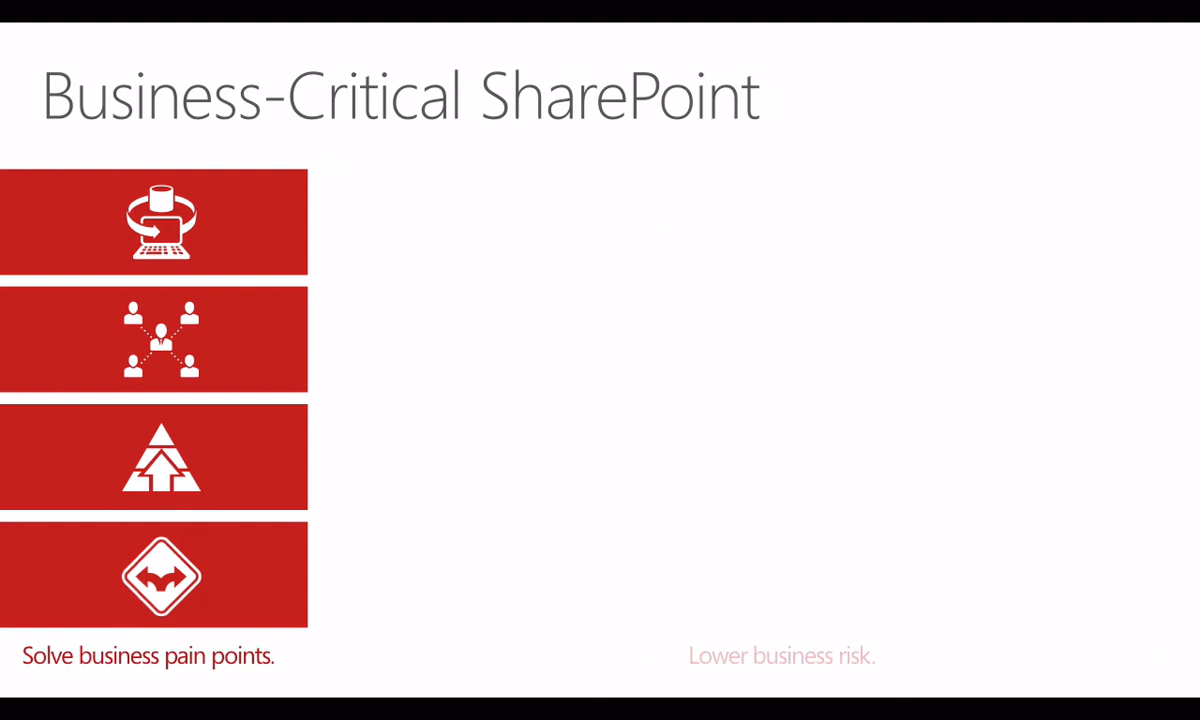 Business-Critical SharePoint
Solve business pain points.
Lower business risk.